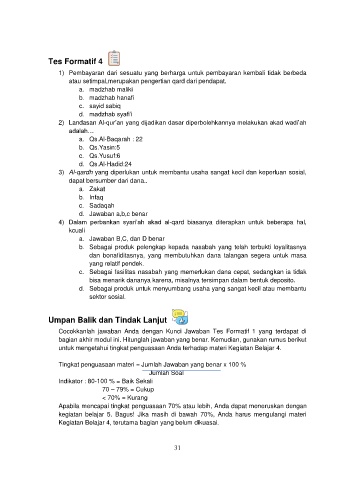 Tes Formatif 4
1) Pembayaran dari sesuatu yang berharga untuk pembayaran kembali tidak berbeda
atau setimpal,merupakan pengertian qard dari pendapat.
a. madzhab maliki
b. madzhab hanafi
c. sayid sabiq
d. madzhab syafi'i
2) Landasan Al-qur'an yang dijadikan dasar diperbolehkannya melakukan akad wadi'ah
adalah…
a. Qs.Al-Baqarah : 22
b. Qs.Yasin:5
c. Qs.Yusuf:6
d. Qs.Al-Hadid:24
3) Al-qardh yang diperlukan untuk membantu usaha sangat kecil dan keperluan sosial,
dapat bersumber dari dana..
a. Zakat
b. Infaq
c. Sadaqah
d. Jawaban a,b,c benar
4) Dalam perbankan syari'ah akad al-qard biasanya diterapkan untuk beberapa hal,
kcuali
a. Jawaban B,C, dan D benar
b. Sebagai produk pelengkap kepada nasabah yang telah terbukti loyalitasnya
dan bonafiditasnya, yang membutuhkan dana talangan segera untuk masa
yang relatif pendek.
c. Sebagai fasilitas nasabah yang memerlukan dana cepat, sedangkan ia tidak
bisa menarik dananya karena, misalnya tersimpan dalam bentuk deposito.
d. Sebagai produk untuk menyumbang usaha yang sangat kecil atau membantu
sektor sosial.
Umpan Balik dan Tindak Lanjut
Cocokkanlah jawaban Anda dengan Kunci Jawaban Tes Formatif 1 yang terdapat di
bagian akhir modul ini. Hitunglah jawaban yang benar. Kemudian, gunakan rumus berikut
untuk mengetahui tingkat penguasaan Anda terhadap materi Kegiatan Belajar 4.
Tingkat penguasaan materi = Jumlah Jawaban yang benar x 100 %
Jumlah Soal
Indikator : 80-100 % = Baik Sekali
70 – 79% = Cukup
< 70% = Kurang
Apabila mencapai tingkat penguasaan 70% atau lebih, Anda dapat meneruskan dengan
kegiatan belajar 5. Bagus! Jika masih di bawah 70%, Anda harus mengulangi materi
Kegiatan Belajar 4, terutama bagian yang belum dikuasai.
31